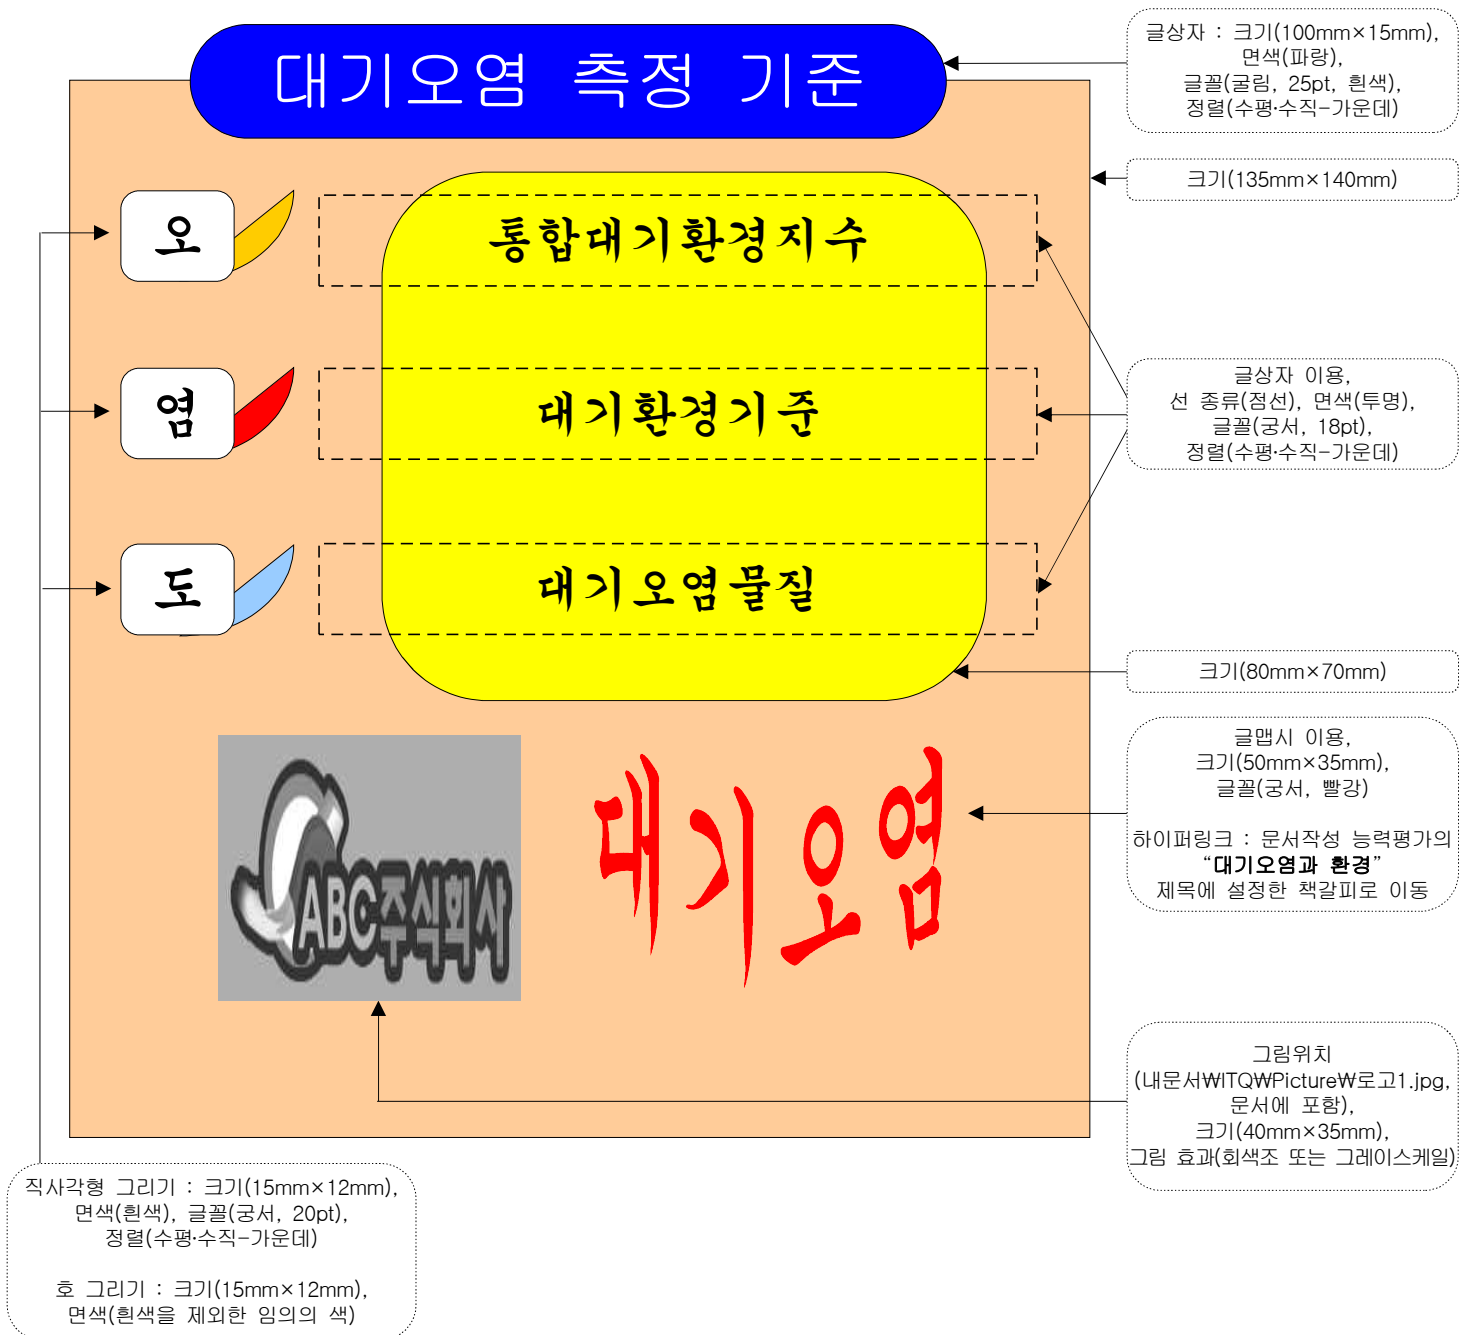 대기오염 측정 기준
글상자 : 크기(100mm×15mm),
면색(파랑),
글꼴(굴림, 25pt, 흰색),
정렬(수평·수직-가운데)
크기(135mm×140mm)
오
통합대기환경지수
염
대기환경기준
글상자 이용,
선 종류(점선), 면색(투명),
글꼴(궁서, 18pt),
정렬(수평·수직-가운데)
도
대기오염물질
크기(80mm×70mm)
글맵시 이용,
크기(50mm×35mm),
글꼴(궁서, 빨강)
하이퍼링크 : 문서작성 능력평가의
“대기오염과 환경”
제목에 설정한 책갈피로 이동
ABC주식회사
대기오염
그림위치
(내문서₩ITQ₩Picture₩로고1.jpg,
문서에 포함),
크기(40mm×35mm),
그림 효과(회색조 또는 그레이스케일)
직사각형 그리기 : 크기(15mm×12mm),
면색(흰색), 글꼴(궁서, 20pt),
정렬(수평·수직-가운데)
호 그리기 : 크기(15mm×12mm),
면색(흰색을 제외한 임의의 색)